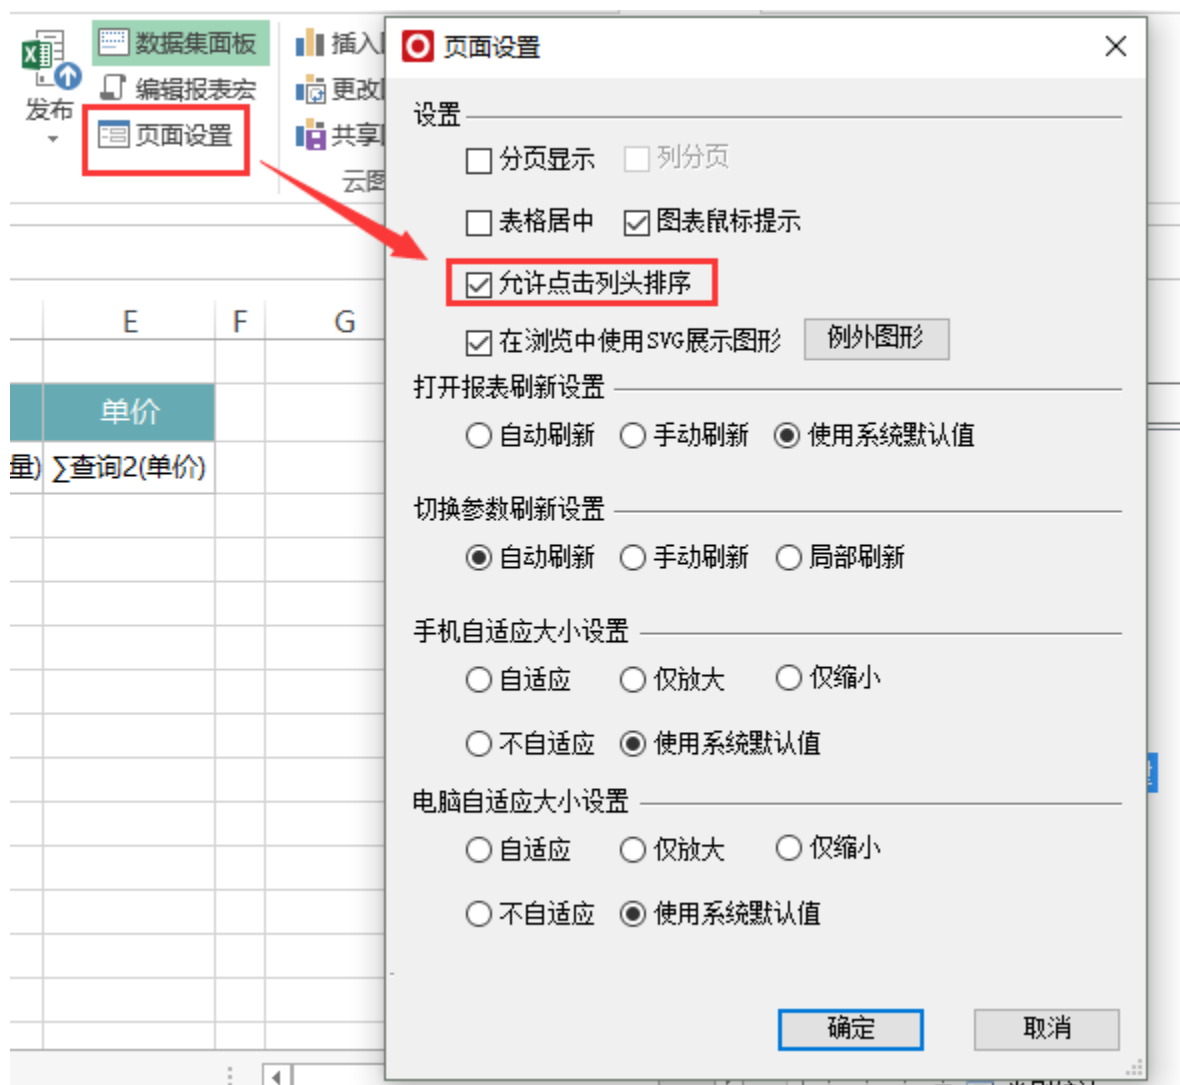 数据集面板
插入
页面设置
编辑报表宏
更改
发布
页面设置
共享
云图
设置
分页显示
列分页
表格居中
图表鼠标提示
允许点击列头排序
在浏览中使用SVG展示图形
例外图形
E
F
G
打开报表刷新设置
单价
自动刷新
手动刷新
使用系统默认值
量)
∑查询2(单价)
切换参数刷新设置
自动刷新
手动刷新
局部刷新
手机自适应大小设置
自适应
仅放大
仅缩小
不自适应
使用系统默认值
电脑自适应大小设置
自适应
仅放大
仅缩小
不自适应
使用系统默认值
确定
取消